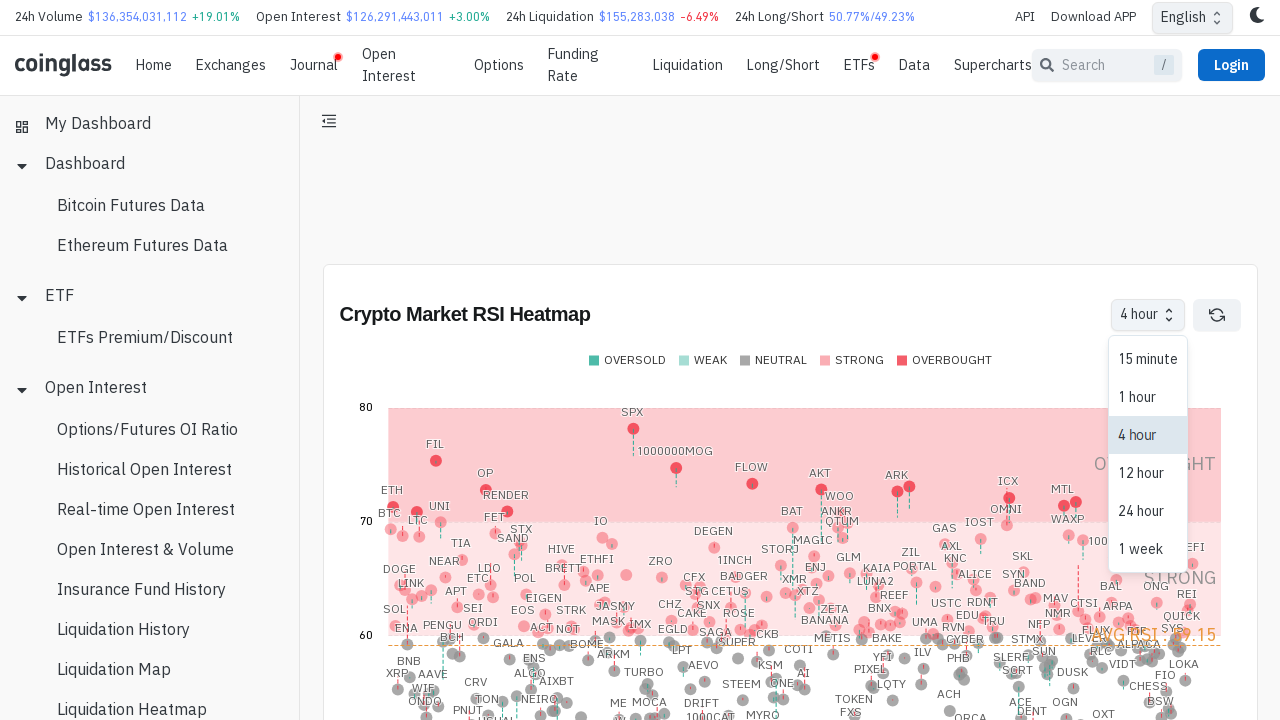 24h Volume $136,354,031,112 +19.01% Open Interest $126,291,443,011 +3.00% 24h Liquidation $155,283,038 -6.49% 24h Long/Short 50.77%/49.23% API Download APP English
coinglass Home Exchanges Journal Open Interest Options Funding Rate Liquidation Long/Short ETFs Data Supercharts Search / Login
My Dashboard
Dashboard
Bitcoin Futures Data
Ethereum Futures Data
ETF
ETFs Premium/Discount
Open Interest
Options/Futures OI Ratio
Historical Open Interest
Real-time Open Interest
Open Interest & Volume
Insurance Fund History
Liquidation History
Liquidation Map
Liquidation Heatmap
Crypto Market RSI Heatmap
4 hour
15 minute
1 hour
4 hour
12 hour
24 hour
1 week
OVERSOLD WEAK NEUTRAL STRONG OVERBOUGHT
80
SPX
FIL 1000000MOG
OP FLOW AKT ARK ICX
ETH RENDER WOO MTL
UNI OMNI
70
BTC LTC FET STX IO BAT ANKR QTUM IOST WAXP
SAND DEGEN MAGIC GAS
TIA HIVE STORJ AXL
NEAR ETHFI ZRO 1INCH GLM ZIL KNC SKL
DOGE LDO BRETT ENJ KAIA PORTAL
LINK ETC POL APE CFX BADGER XMR LUNA2 ALICE SYN STRONG
APT EIGEN STG CETUS XTZ REEF BAND BAL ONG
SOL SEI EOS STRK JASMY CHZ SNX ROSE ZETA BNX USTC RDNT MAV CTSI ARPA REI
ENA PENGU ORDI ACT NOT MASK IMX EGLD CAKE BANANA UMA EDU TRU NMR QUICK
60
BCH GALA BOME SAGA SUPER CKB METIS BAKE RVN CYBER STMX SYS
AVG RSI
BNB ENS ARKM LPT COTI YFI ILV PHB SLERF SUN RLC ALPACA
XRP AAVE ALGO TURBO AEVO KSM AI PIXEL SORT DUSK VIDT LOKA
WIF CRV AIXBT STEEM ONE LQTY FIO
ONDO TON NEIRO ME MOCA DRIFT TOKEN ACH ACE OGN CHESS
PNUT 1000CAT MYRO FXS ORCA DENT OXT BSW